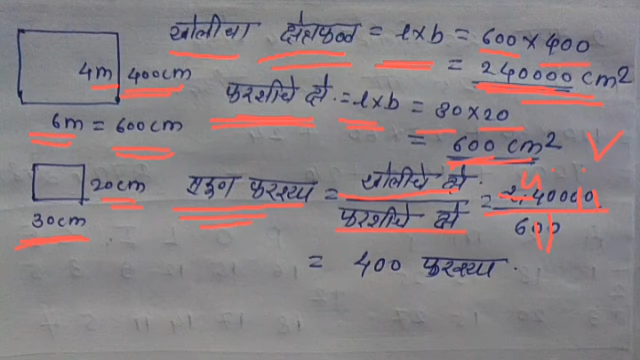 खोलीचा क्षेत्रफळ = l×b = 600 × 400
4m 400cm = 240000 cm²
फरशीचे क्षे. = l×b = 30×20
6m = 600cm = 600 cm²
20cm एकुण फरश्या = खोलीचे क्षे. / फरशीचे क्षे = 240000 / 600
30cm
= 400 फरश्या.